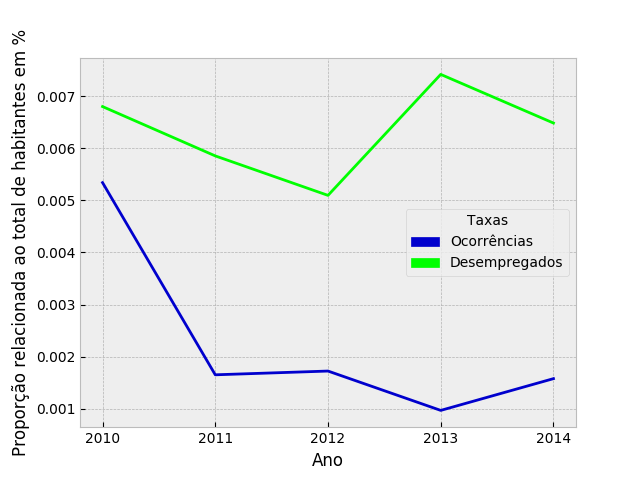 Proporção relacionada ao total de habitantes em %
0.007
0.006
0.005
0.004
0.003
0.002
0.001
Taxas
Ocorrências
Desempregados
2010 2011 2012 2013 2014
Ano